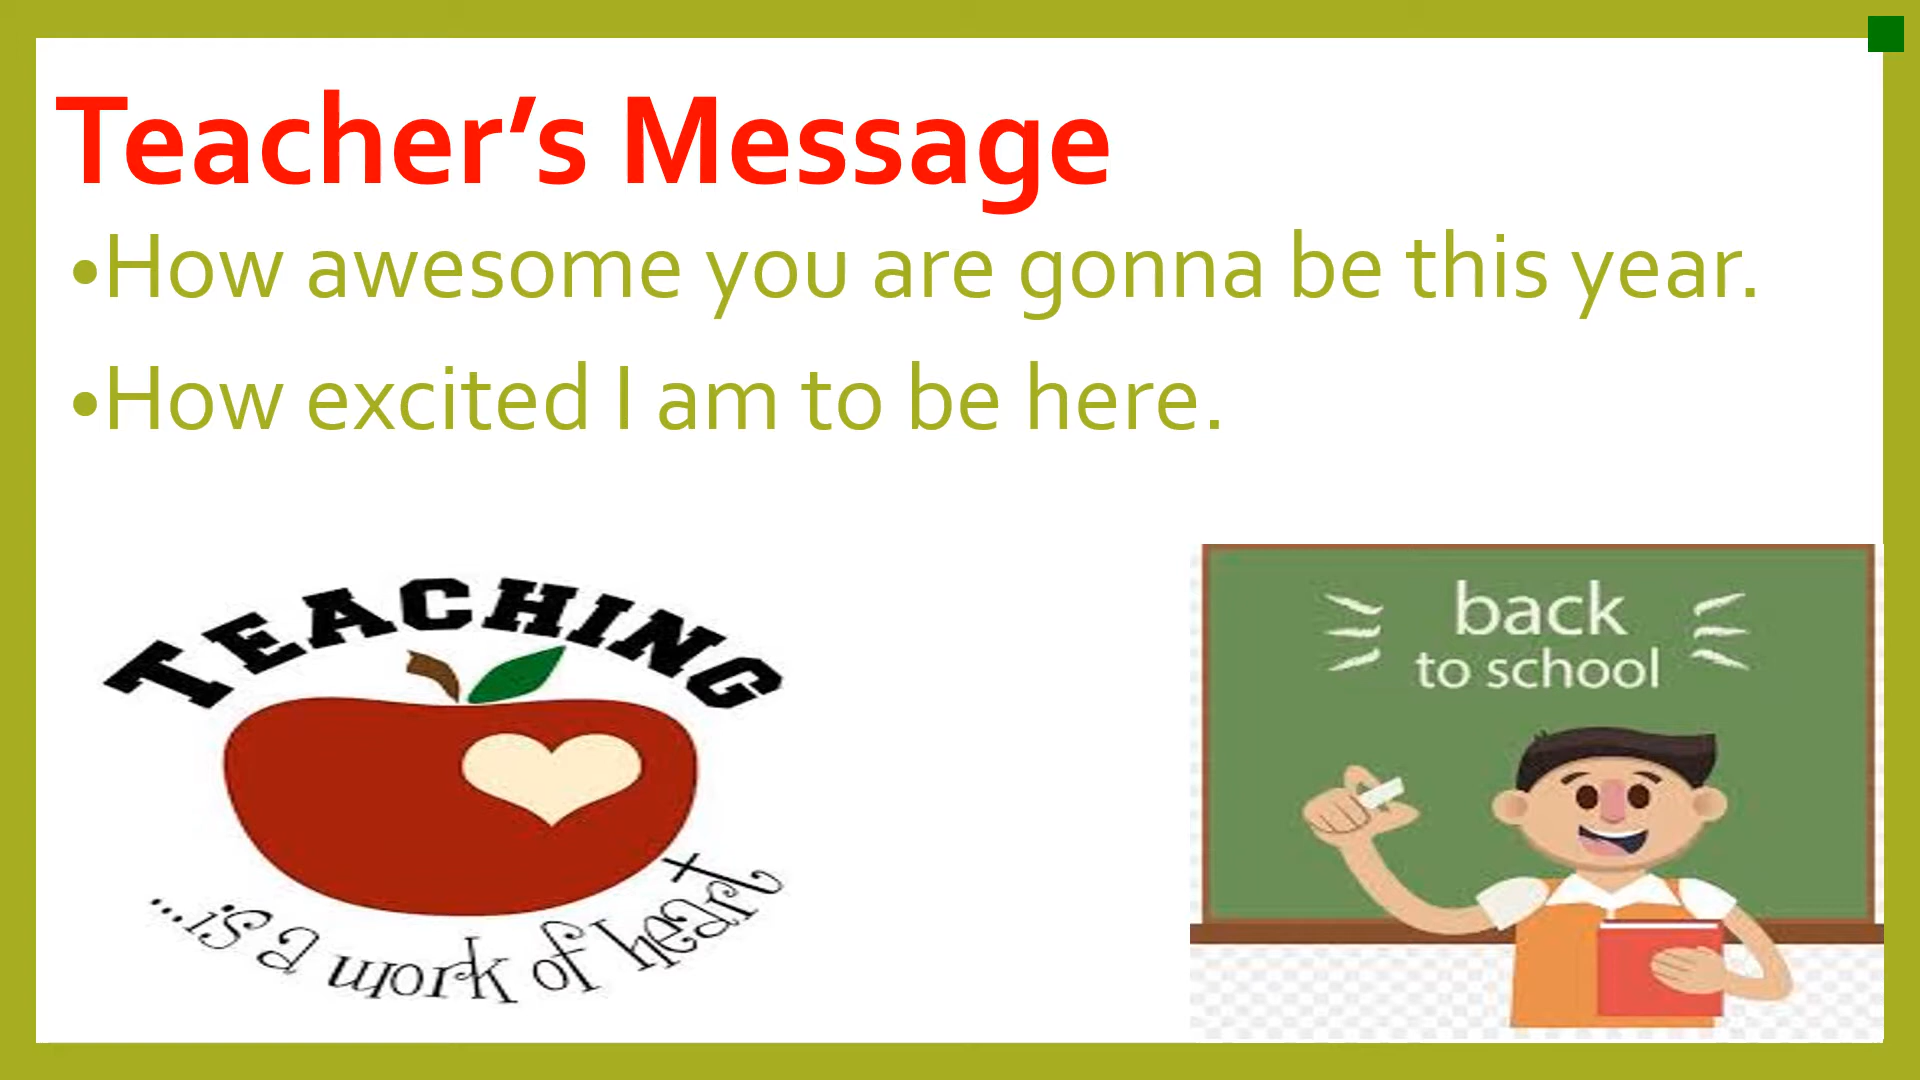 Teacher’s Message
•How awesome you are gonna be this year.
•How excited I am to be here.
TEACHING
...is a work of heart
back
to school